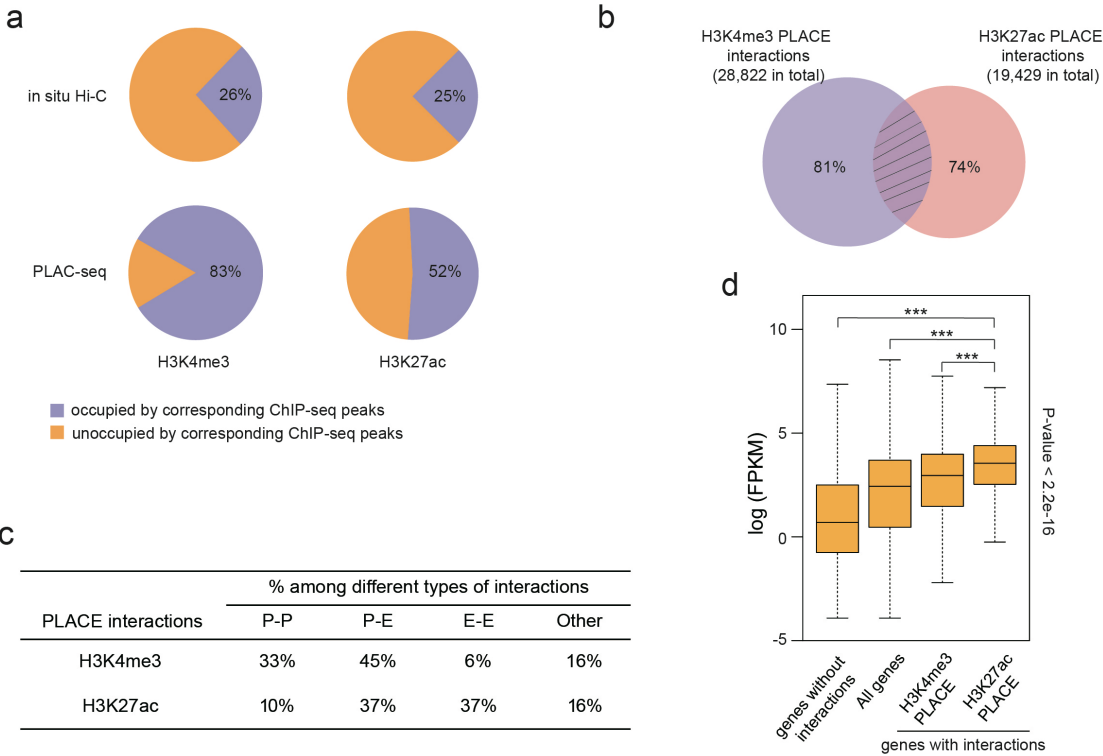 a
in situ Hi-C
26%
25%
PLAC-seq
83%
52%
H3K4me3
H3K27ac
occupied by corresponding ChIP-seq peaks
unoccupied by corresponding ChIP-seq peaks
b
H3K4me3 PLACE
interactions
(28,822 in total)
H3K27ac PLACE
interactions
(19,429 in total)
81%
74%
c
% among different types of interactions
PLACE interactions P-P P-E E-E Other
H3K4me3 33% 45% 6% 16%
H3K27ac 10% 37% 37% 16%
d
log (FPKM)
10
5
0
-5
***
***
***
P-value < 2.2e-16
genes without
interactions
All genes
H3K4me3
PLACE
H3K27ac
PLACE
genes with interactions